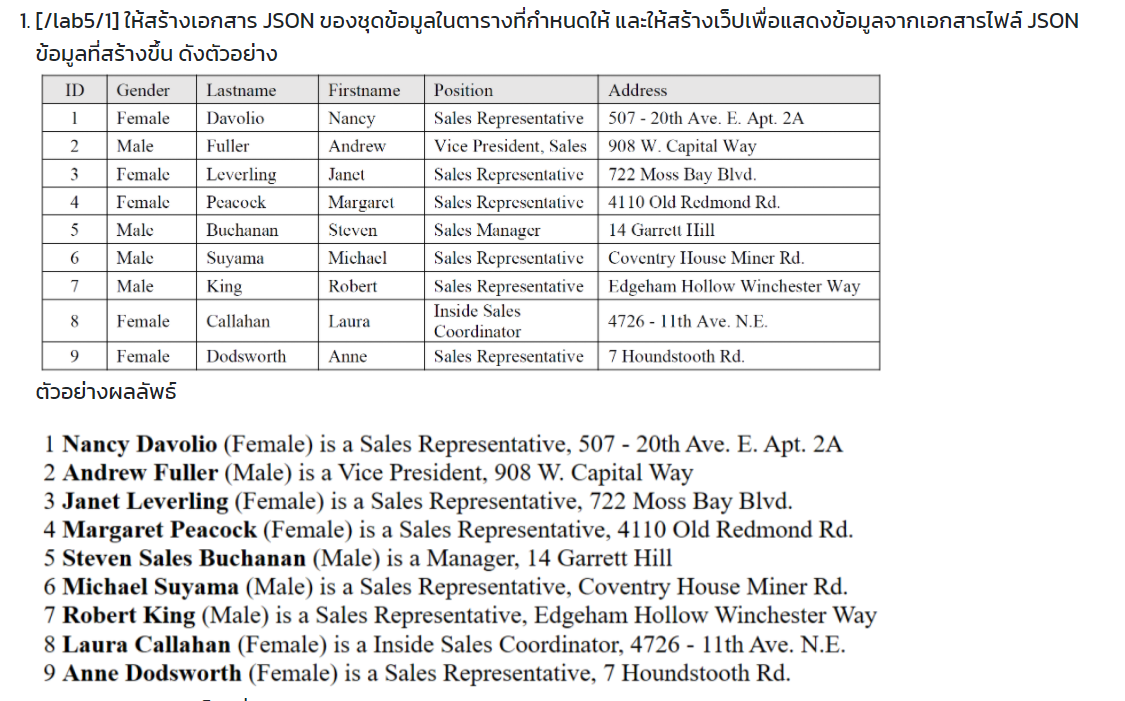 1. [/lab5/1] ให้สร้างเอกสาร JSON ของชุดข้อมูลในตารางที่กำหนดให้ และให้สร้างเว็ปเพื่อแสดงข้อมูลจากเอกสารไฟล์ JSON
ข้อมูลที่สร้างขึ้น ดังตัวอย่าง
ID Gender Lastname Firstname Position Address
1 Female Davolio Nancy Sales Representative 507 - 20th Ave. E. Apt. 2A
2 Male Fuller Andrew Vice President, Sales 908 W. Capital Way
3 Female Leverling Janet Sales Representative 722 Moss Bay Blvd.
4 Female Peacock Margaret Sales Representative 4110 Old Redmond Rd.
5 Male Buchanan Steven Sales Manager 14 Garrett Hill
6 Male Suyama Michael Sales Representative Coventry House Miner Rd.
7 Male King Robert Sales Representative Edgeham Hollow Winchester Way
8 Female Callahan Laura Inside Sales Coordinator 4726 - 11th Ave. N.E.
9 Female Dodsworth Anne Sales Representative 7 Houndstooth Rd.
ตัวอย่างผลลัพธ์
1 Nancy Davolio (Female) is a Sales Representative, 507 - 20th Ave. E. Apt. 2A
2 Andrew Fuller (Male) is a Vice President, 908 W. Capital Way
3 Janet Leverling (Female) is a Sales Representative, 722 Moss Bay Blvd.
4 Margaret Peacock (Female) is a Sales Representative, 4110 Old Redmond Rd.
5 Steven Sales Buchanan (Male) is a Manager, 14 Garrett Hill
6 Michael Suyama (Male) is a Sales Representative, Coventry House Miner Rd.
7 Robert King (Male) is a Sales Representative, Edgeham Hollow Winchester Way
8 Laura Callahan (Female) is a Inside Sales Coordinator, 4726 - 11th Ave. N.E.
9 Anne Dodsworth (Female) is a Sales Representative, 7 Houndstooth Rd.